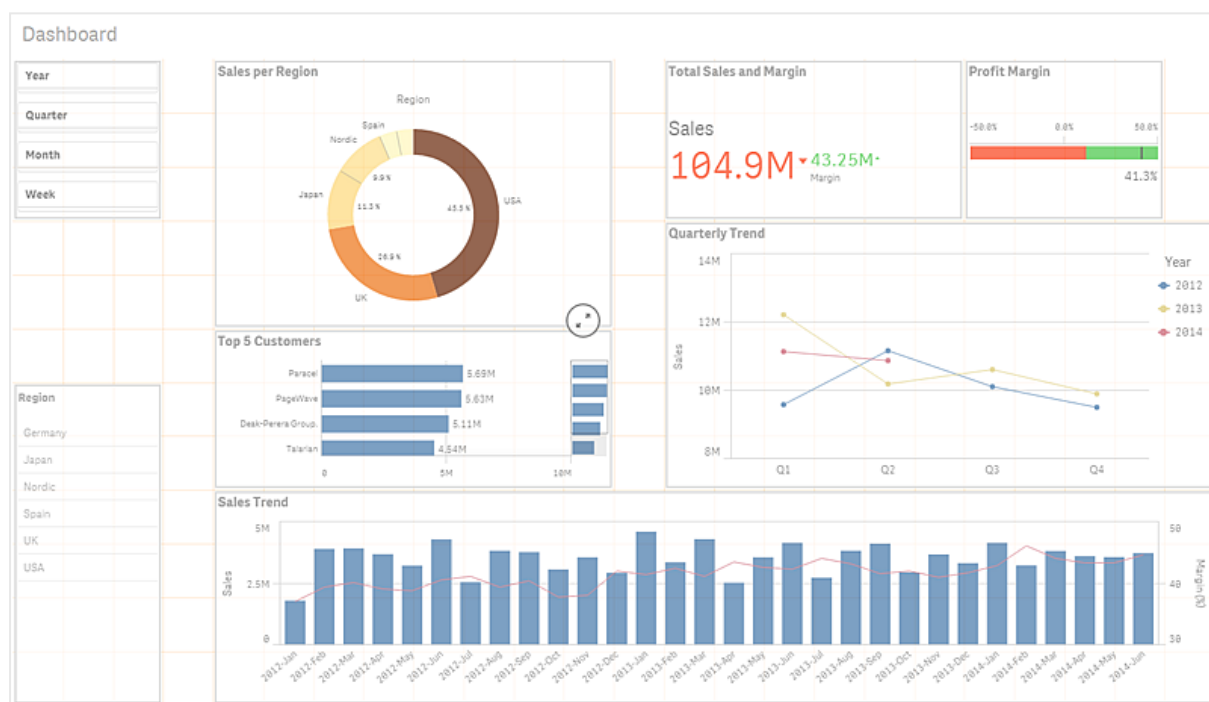 Dashboard
Year
Quarter
Month
Week
Region
Germany
Japan
Nordic
Spain
UK
USA
Sales per Region
Region
Spain
Nordic
9.9%
Japan
11.3%
45.5%
USA
26.9%
UK
Top 5 Customers
Paracel
5.69M
PageWave
5.63M
Deak-Perera Group.
5.11M
Talarian
4.54M
0
5M
10M
Total Sales and Margin
Sales
104.9M
43.25M
Margin
Profit Margin
-50.0%
0.0%
50.0%
41.3%
Quarterly Trend
14M
12M
10M
8M
Sales
Q1
Q2
Q3
Q4
Year
2012
2013
2014
Sales Trend
5M
2.5M
0
Sales
50
40
30
Margin (%)
2012-Jan
2012-Feb
2012-Mar
2012-Apr
2012-May
2012-Jun
2012-Jul
2012-Aug
2012-Sep
2012-Oct
2012-Nov
2012-Dec
2013-Jan
2013-Feb
2013-Mar
2013-Apr
2013-May
2013-Jun
2013-Jul
2013-Aug
2013-Sep
2013-Oct
2013-Nov
2013-Dec
2014-Jan
2014-Feb
2014-Mar
2014-Apr
2014-May
2014-Jun